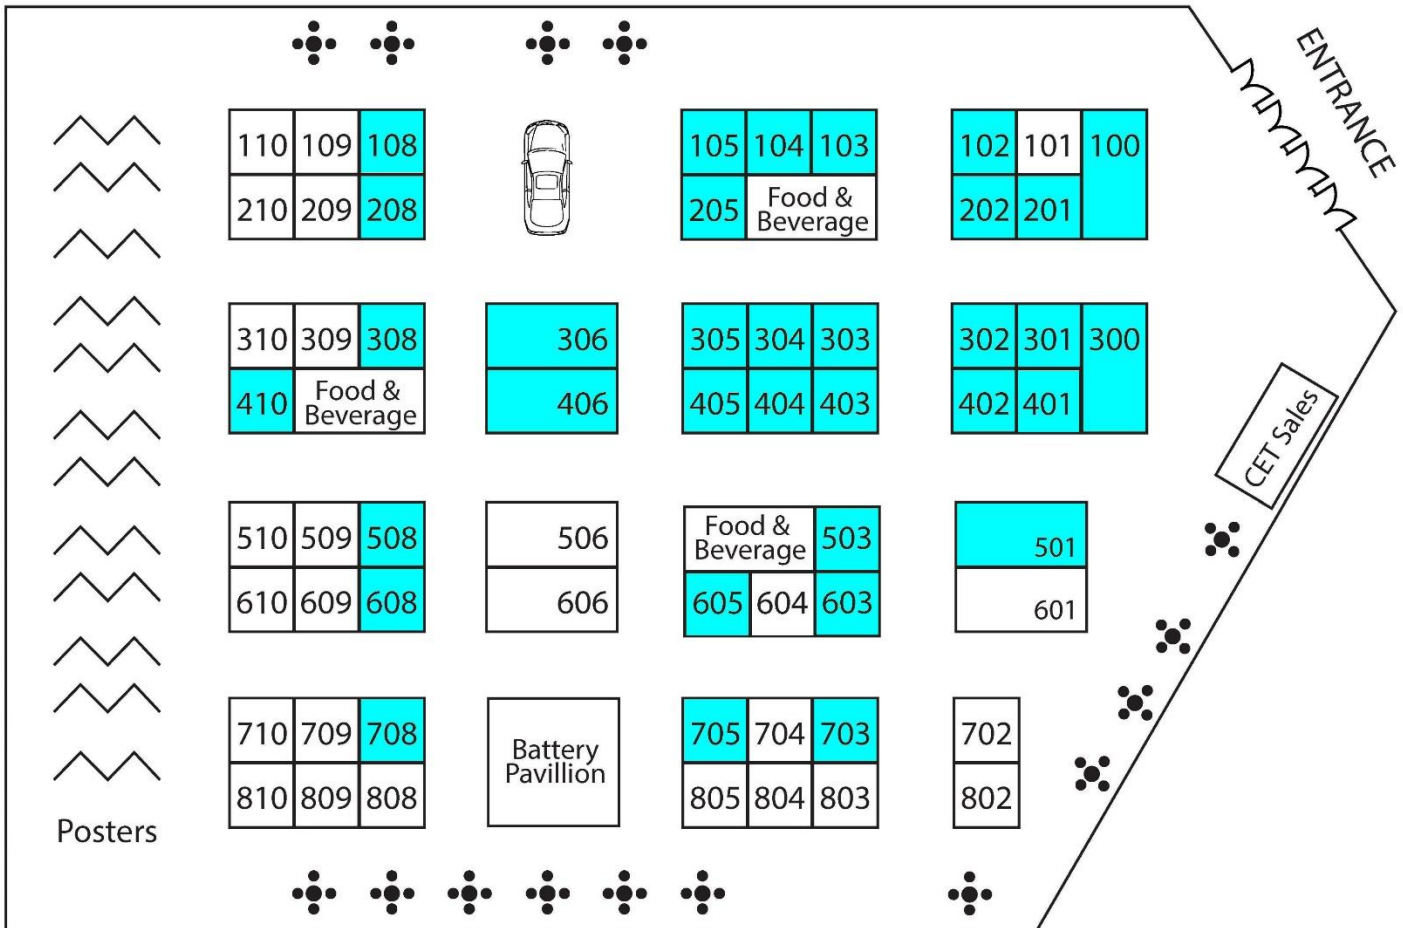 ENTRANCE
110 109 108
105 104 103
102 101 100
210 209 208
205 Food &
Beverage
202 201
310 309 308
306
305 304 303
302 301 300
410 Food &
Beverage
406
405 404 403
402 401
CET Sales
510 509 508
506
Food &
Beverage
503
501
610 609 608
606
605 604 603
601
710 709 708
Battery
Pavillion
705 704 703
702
810 809 808
805 804 803
802
Posters